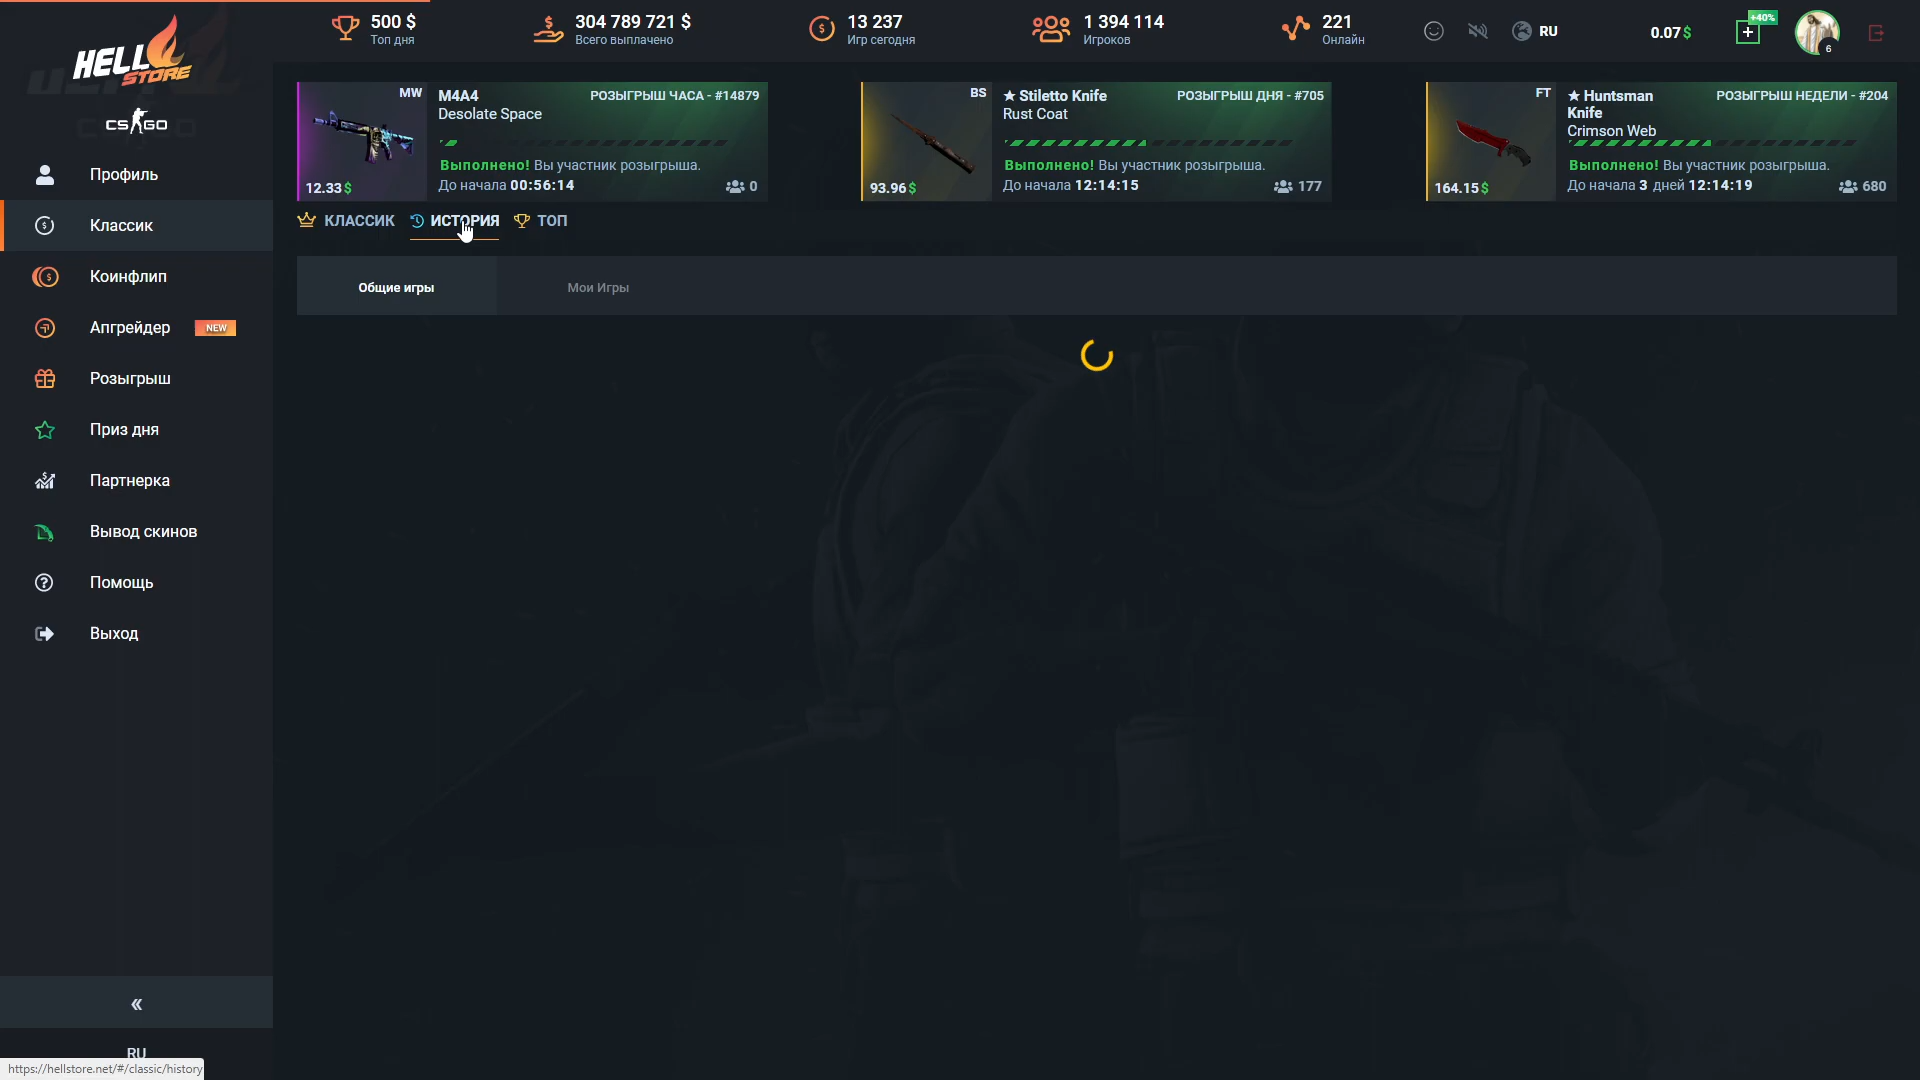 HELL
STORE
CS GO
500 $
Топ дня
304 789 721 $
Всего выплачено
13 237
Игр сегодня
1 394 114
Игроков
221
Онлайн
RU
0.07$
+40%
6
MW
12.33$
M4A4
РОЗЫГРЫШ ЧАСА - #14879
Desolate Space
Выполнено! Вы участник розыгрыша.
До начала 00:56:14
0
BS
93.96$
★ Stiletto Knife
РОЗЫГРЫШ ДНЯ - #705
Rust Coat
Выполнено! Вы участник розыгрыша.
До начала 12:14:15
177
FT
164.15$
★ Huntsman
Knife
РОЗЫГРЫШ НЕДЕЛИ - #204
Crimson Web
Выполнено! Вы участник розыгрыша.
До начала 3 дней 12:14:19
680
Профиль
Классик
Коинфлип
Апгрейдер NEW
Розыгрыш
Приз дня
Партнерка
Вывод скинов
Помощь
Выход
КЛАССИК ИСТОРИЯ ТОП
Общие игры Мои Игры
«
RU
https://hellstore.net/#/classic/history